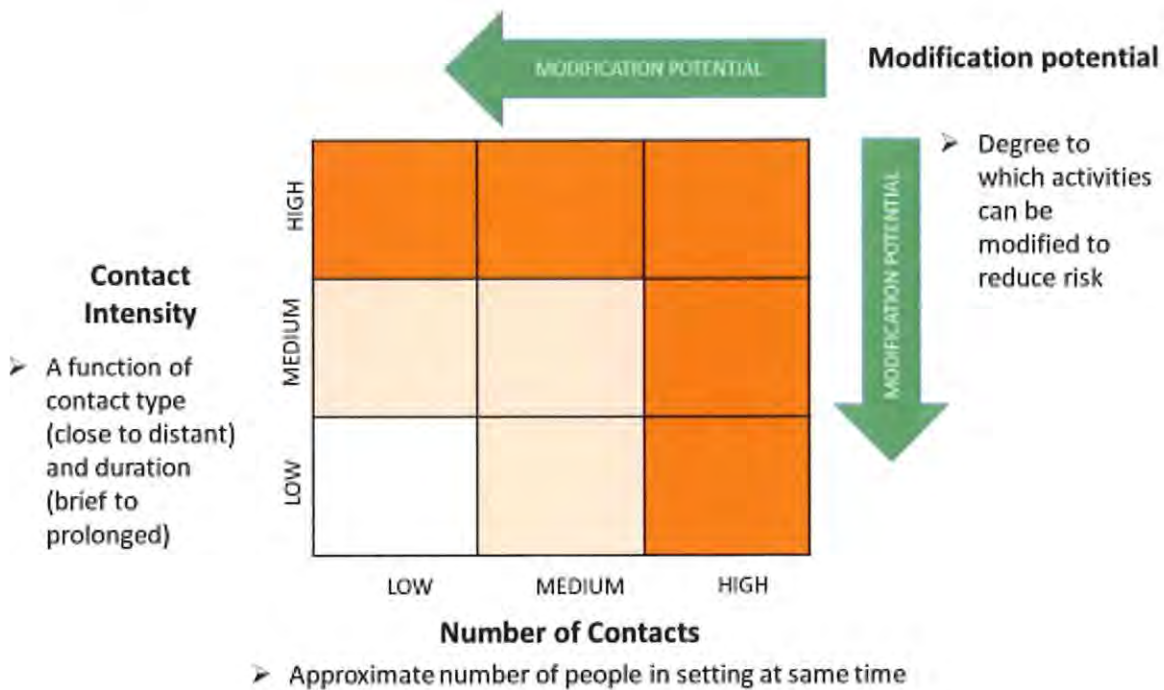 MODIFICATION POTENTIAL
Modification potential
➢ Degree to
which activities
can be
modified to
reduce risk
MODIFICATION POTENTIAL
HIGH
MEDIUM
LOW
Contact
Intensity
➢ A function of
contact type
(close to distant)
and duration
(brief to
prolonged)
LOW MEDIUM HIGH
Number of Contacts
➢ Approximate number of people in setting at same time